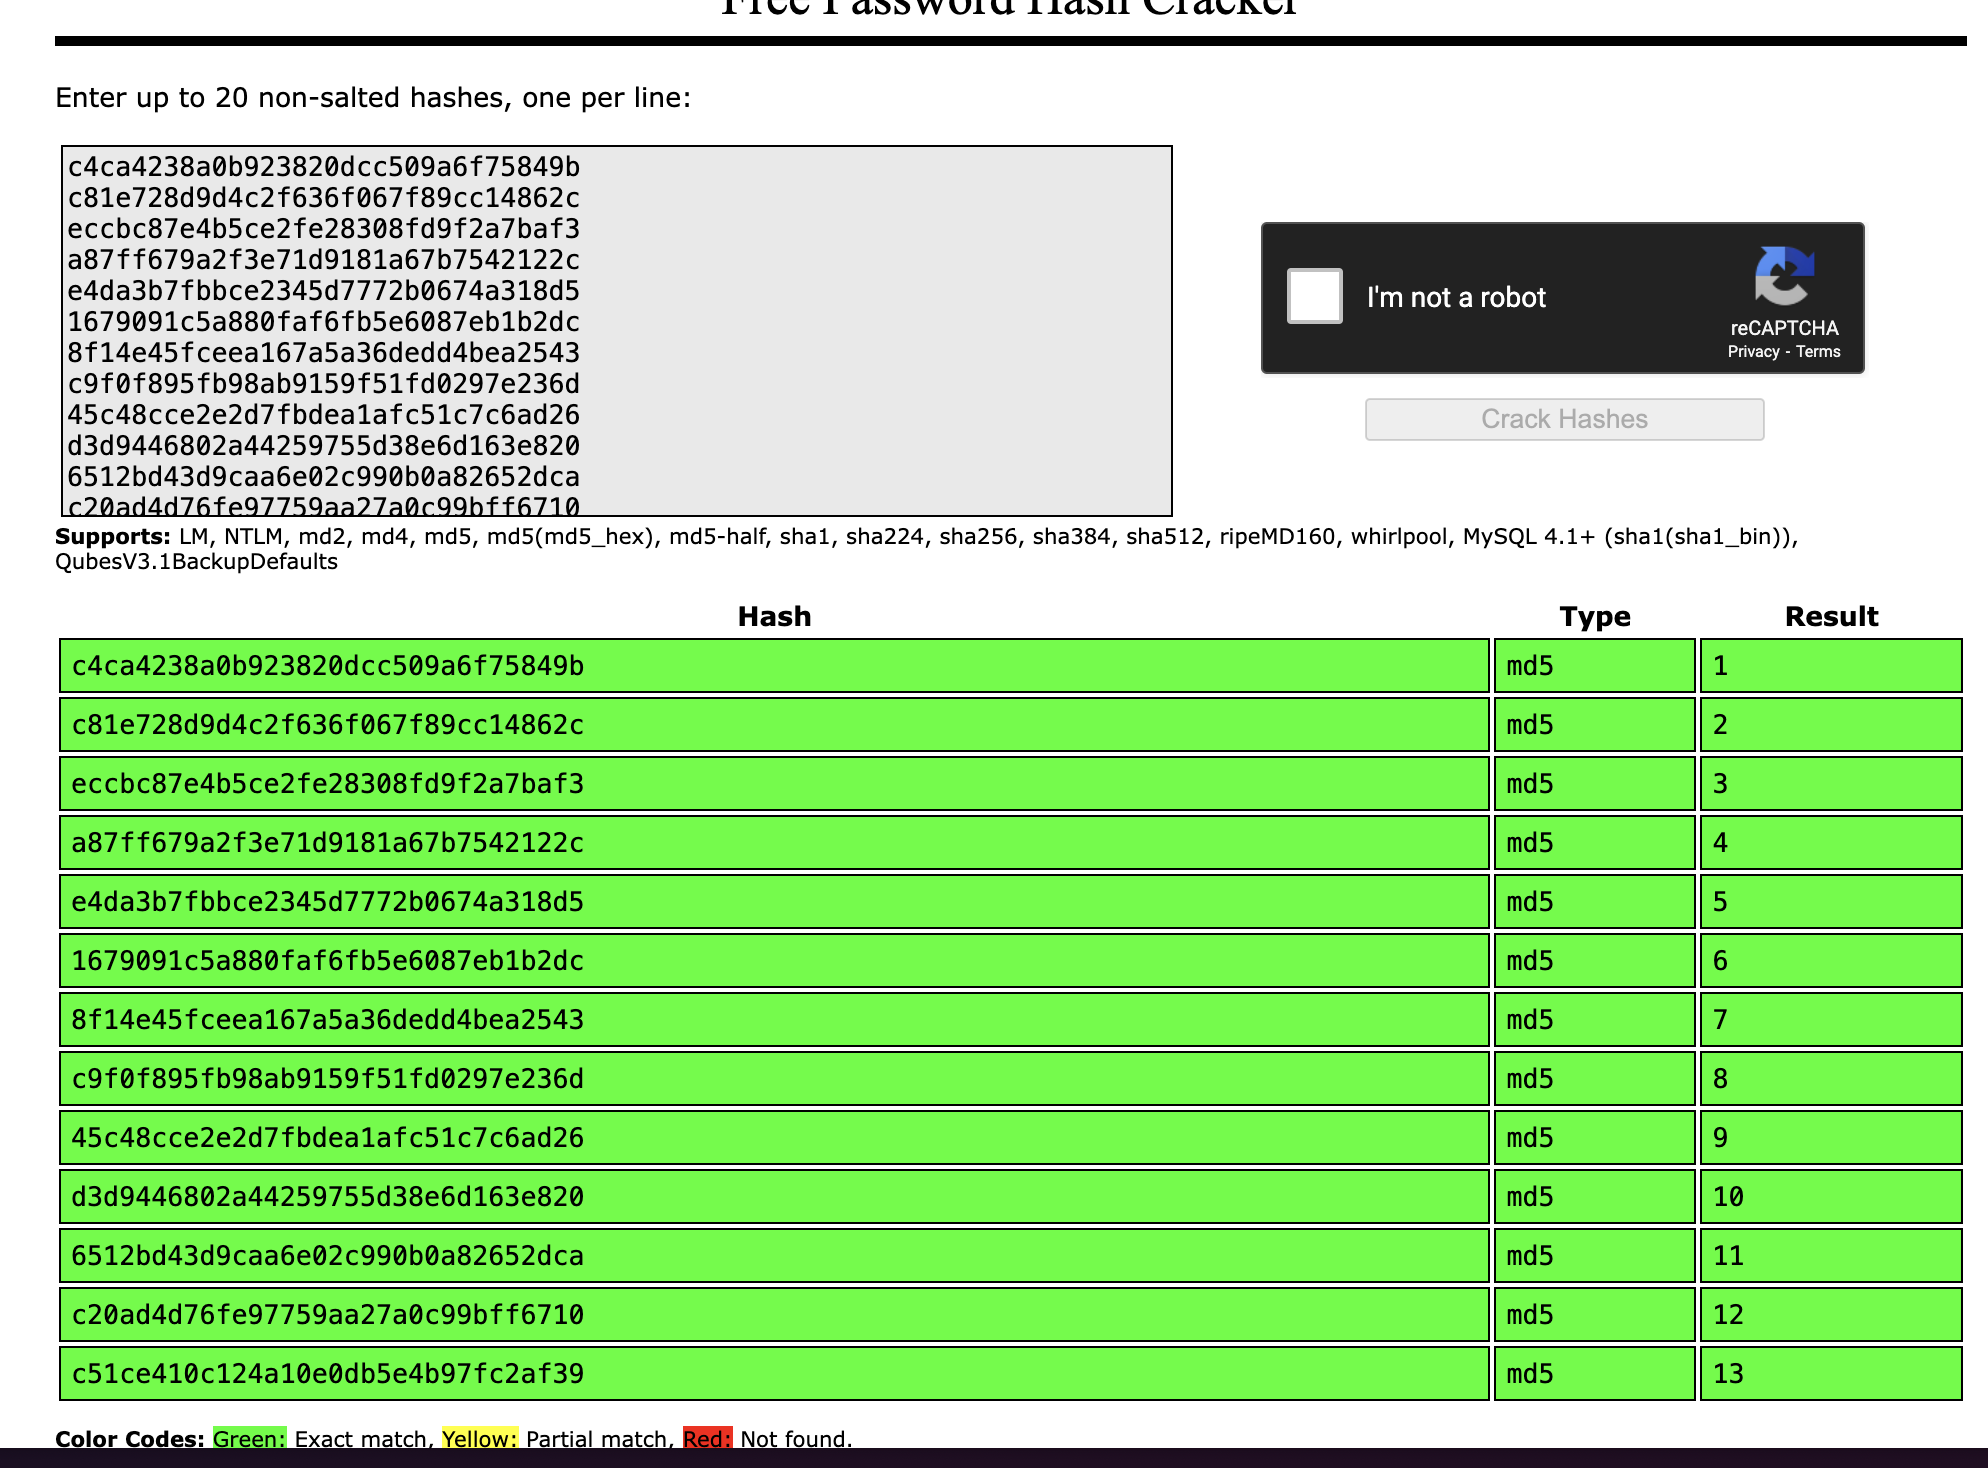 Free Password Hash Cracker
Enter up to 20 non-salted hashes, one per line:
c4ca4238a0b923820dcc509a6f75849b
c81e728d9d4c2f636f067f89cc14862c
eccbc87e4b5ce2fe28308fd9f2a7baf3
a87ff679a2f3e71d9181a67b7542122c
e4da3b7fbbce2345d7772b0674a318d5
1679091c5a880faf6fb5e6087eb1b2dc
8f14e45fceea167a5a36dedd4bea2543
c9f0f895fb98ab9159f51fd0297e236d
45c48cce2e2d7fbdea1afc51c7c6ad26
d3d9446802a44259755d38e6d163e820
6512bd43d9caa6e02c990b0a82652dca
c20ad4d76fe97759aa27a0c99bff6710
I'm not a robot
reCAPTCHA
Privacy - Terms
Crack Hashes
Supports: LM, NTLM, md2, md4, md5, md5(md5_hex), md5-half, sha1, sha224, sha256, sha384, sha512, ripeMD160, whirlpool, MySQL 4.1+ (sha1(sha1_bin)),
QubesV3.1BackupDefaults
Hash Type Result
c4ca4238a0b923820dcc509a6f75849b md5 1
c81e728d9d4c2f636f067f89cc14862c md5 2
eccbc87e4b5ce2fe28308fd9f2a7baf3 md5 3
a87ff679a2f3e71d9181a67b7542122c md5 4
e4da3b7fbbce2345d7772b0674a318d5 md5 5
1679091c5a880faf6fb5e6087eb1b2dc md5 6
8f14e45fceea167a5a36dedd4bea2543 md5 7
c9f0f895fb98ab9159f51fd0297e236d md5 8
45c48cce2e2d7fbdea1afc51c7c6ad26 md5 9
d3d9446802a44259755d38e6d163e820 md5 10
6512bd43d9caa6e02c990b0a82652dca md5 11
c20ad4d76fe97759aa27a0c99bff6710 md5 12
c51ce410c124a10e0db5e4b97fc2af39 md5 13
Color Codes: Green: Exact match, Yellow: Partial match, Red: Not found.